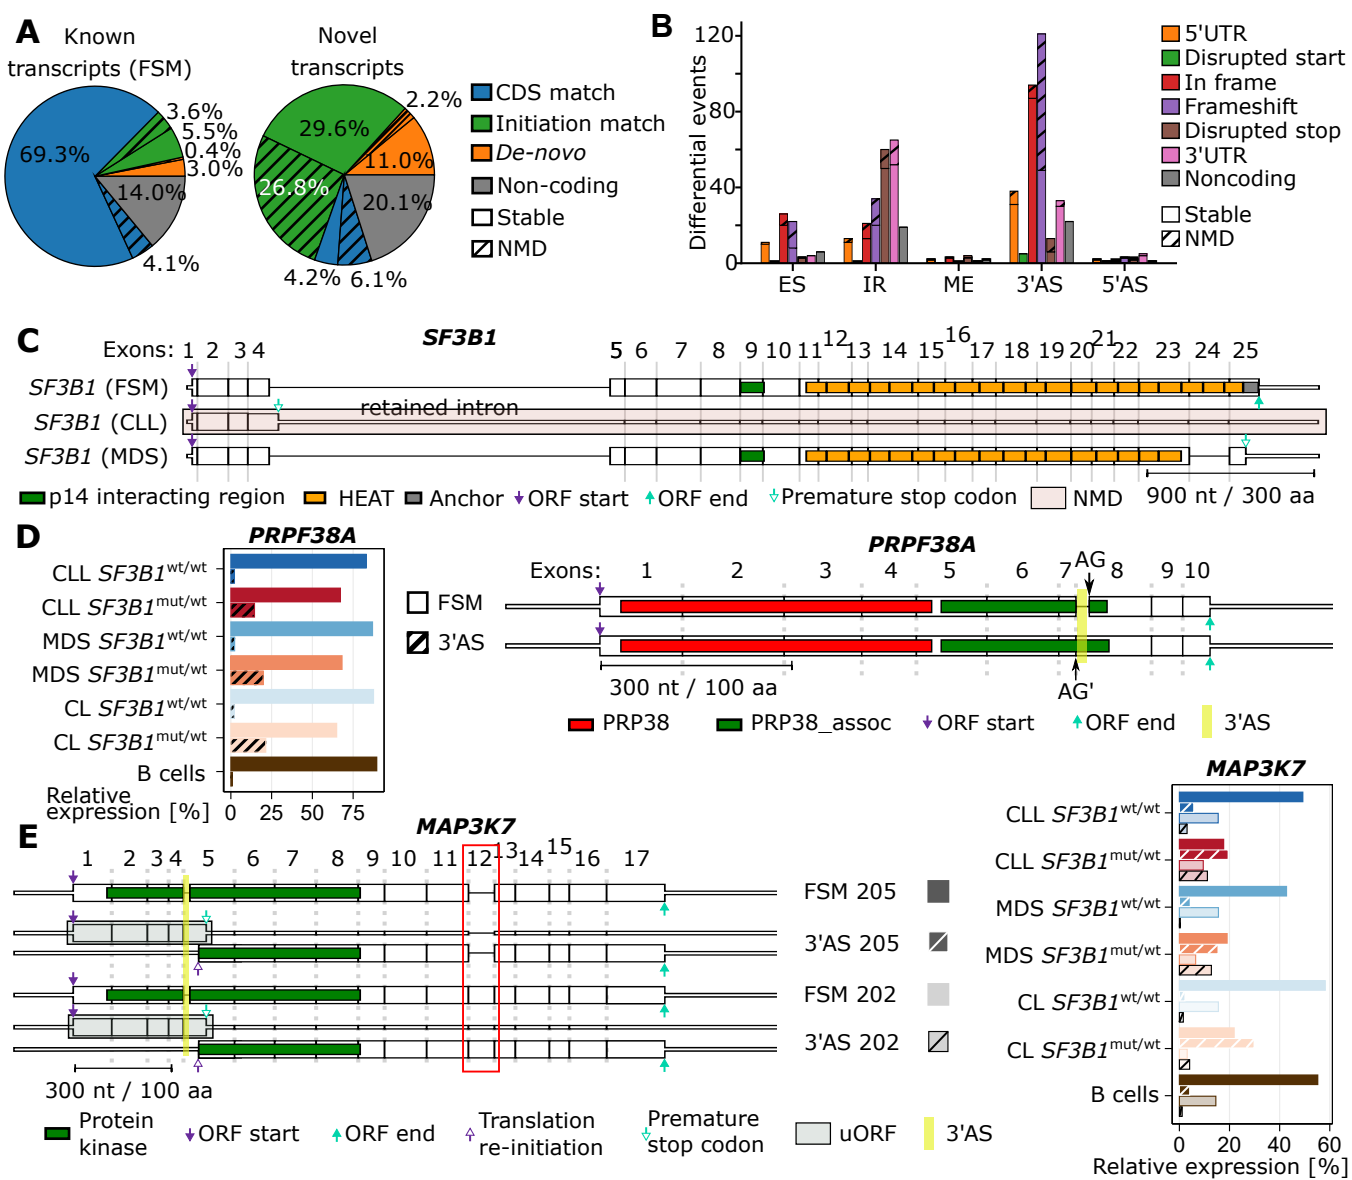 A
Known
transcripts (FSM)
69.3%
3.6%
5.5%
0.4%
3.0%
14.0%
4.1%
Novel
transcripts
29.6%
2.2%
11.0%
26.8%
20.1%
4.2%
6.1%
CDS match
Initiation match
De-novo
Non-coding
Stable
NMD
B
Differential events
120
80
40
0
ES IR ME 3'AS 5'AS
5'UTR
Disrupted start
In frame
Frameshift
Disrupted stop
3'UTR
Noncoding
Stable
NMD
C
SF3B1
Exons: 1 2 3 4 5 6 7 8 9 10 11 12 13 14 15 16 17 18 19 20 21 22 23 24 25
SF3B1 (FSM)
retained intron
SF3B1 (CLL)
SF3B1 (MDS)
p14 interacting region HEAT Anchor ORF start ORF end Premature stop codon NMD
900 nt / 300 aa
D
PRPF38A
CLL SF3B1wt/wt
CLL SF3B1mut/wt
MDS SF3B1wt/wt
MDS SF3B1mut/wt
CL SF3B1wt/wt
CL SF3B1mut/wt
B cells
Relative
expression [%]
0 25 50 75
FSM
3'AS
PRPF38A
AG
Exons: 1 2 3 4 5 6 7 8 9 10
300 nt / 100 aa
AG'
PRP38 PRP38_assoc ORF start ORF end 3'AS
E
MAP3K7
1 2 3 4 5 6 7 8 9 10 11 12 13 14 15 16 17
300 nt / 100 aa
Protein
kinase
ORF start
ORF end
Translation
re-initiation
Premature
stop codon
uORF
3'AS
FSM 205
3'AS 205
FSM 202
3'AS 202
MAP3K7
CLL SF3B1wt/wt
CLL SF3B1mut/wt
MDS SF3B1wt/wt
MDS SF3B1mut/wt
CL SF3B1wt/wt
CL SF3B1mut/wt
B cells
0 20 40 60
Relative expression [%]